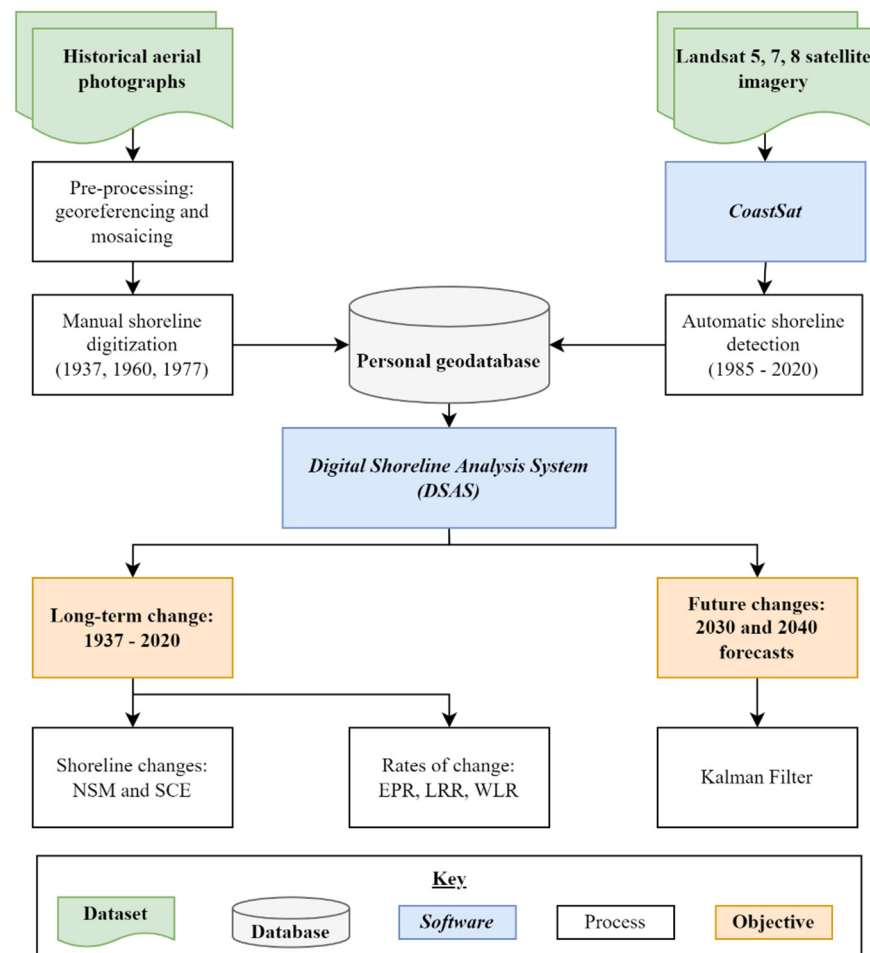 Historical aerial
photographs
Landsat 5, 7, 8 satellite
imagery
Pre-processing:
georeferencing and
mosaicing
CoastSat
Manual shoreline
digitization
(1937, 1960, 1977)
Personal geodatabase
Automatic shoreline
detection
(1985 - 2020)
Digital Shoreline Analysis System
(DSAS)
Long-term change:
1937 - 2020
Future changes:
2030 and 2040
forecasts
Shoreline changes:
NSM and SCE
Rates of change:
EPR, LRR, WLR
Kalman Filter
Key
Dataset
Database
Software
Process
Objective